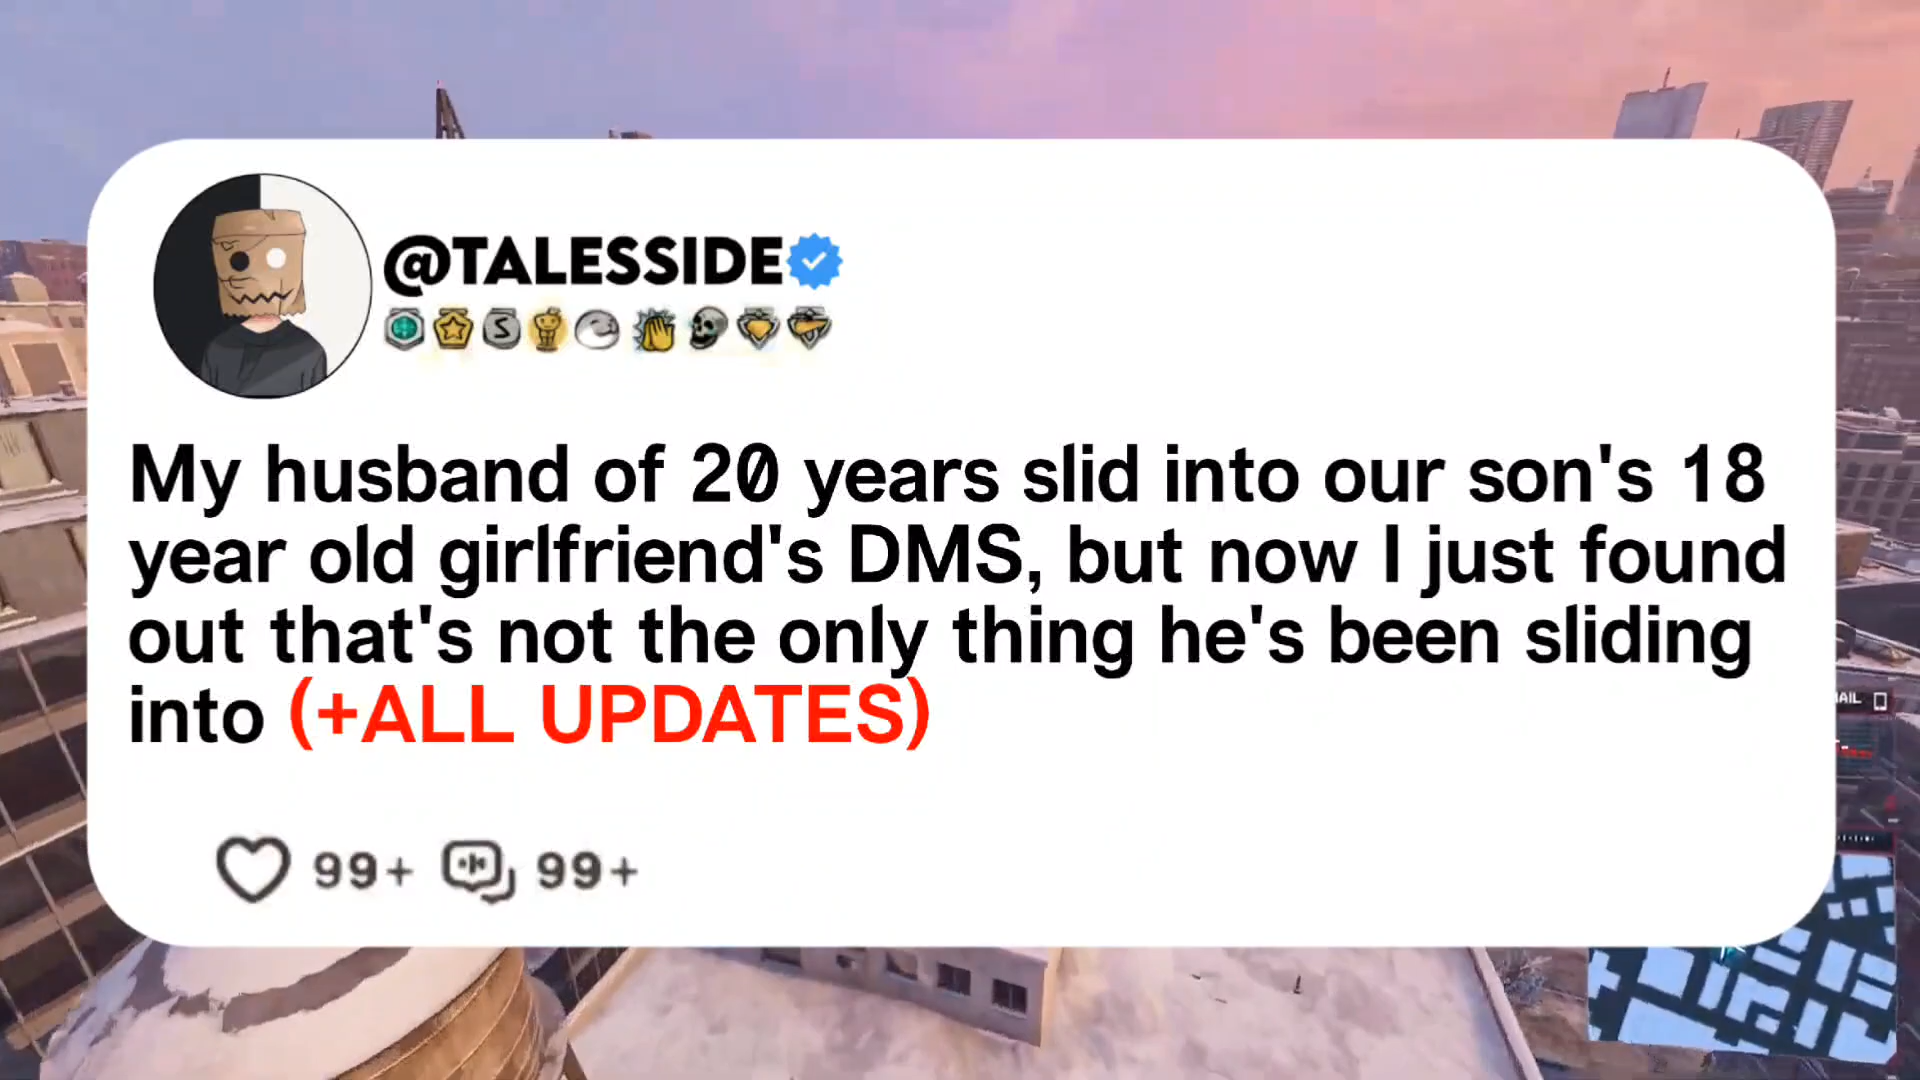 @TALESSIDE
My husband of 20 years slid into our son's 18
year old girlfriend's DMS, but now I just found
out that's not the only thing he's been sliding
into (+ALL UPDATES)
99+ 99+